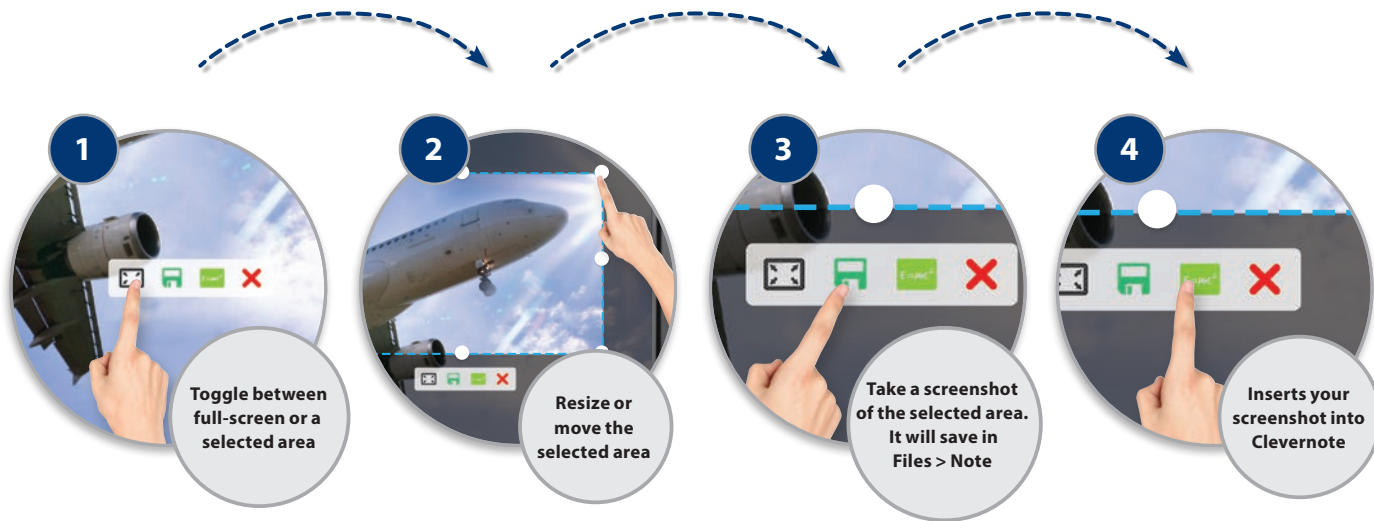 1
Toggle between
full-screen or a
selected area
2
Resize or
move the
selected area
3
Take a screenshot
of the selected area.
It will save in
Files > Note
4
Inserts your
screenshot into
Clevernote